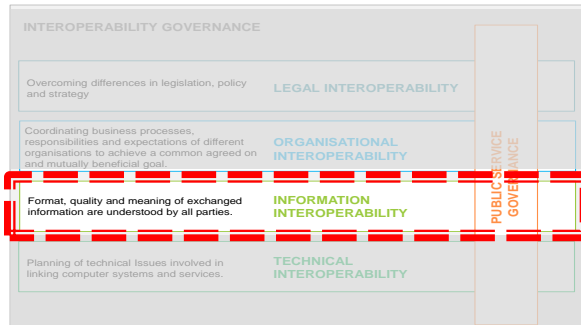 INTEROPERABILITY GOVERNANCE
Overcoming differences in legislation, policy
and strategy
LEGAL INTEROPERABILITY
Coordinating business processes,
responsibilities and expectations of different
organisations to achieve a common agreed on
and mutually beneficial goal.
ORGANISATIONAL
INTEROPERABILITY
Format, quality and meaning of exchanged
information are understood by all parties.
INFORMATION
INTEROPERABILITY
Planning of technical Issues involved in
linking computer systems and services.
TECHNICAL
INTEROPERABILITY
PUBLIC SERVICE
GOVERNANCE